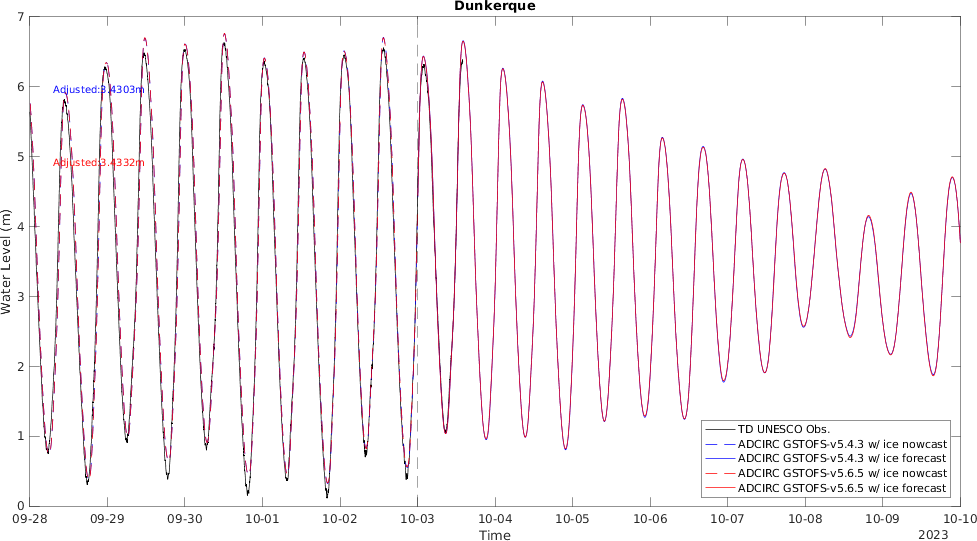 Dunkerque
7
6
5
4
3
2
1
0
Water Level (m)
Adjusted:3.4303m
Adjusted:3.4332m
TD UNESCO Obs.
ADCIRC GSTOFS-v5.4.3 w/ ice nowcast
ADCIRC GSTOFS-v5.4.3 w/ ice forecast
ADCIRC GSTOFS-v5.6.5 w/ ice nowcast
ADCIRC GSTOFS-v5.6.5 w/ ice forecast
09-28 09-29 09-30 10-01 10-02 10-03 10-04 10-05 10-06 10-07 10-08 10-09 10-10
Time
2023